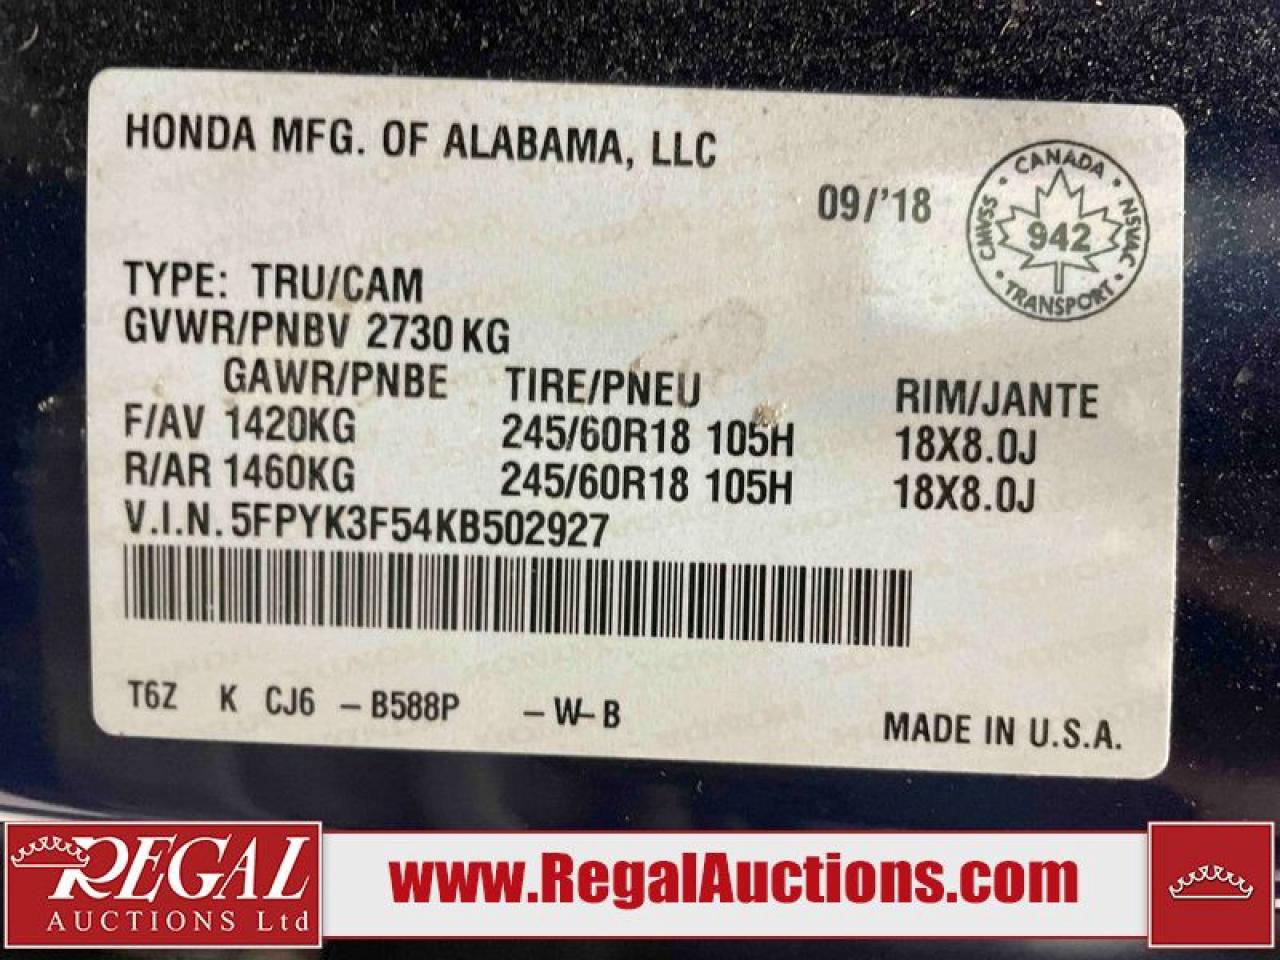 HONDA MFG. OF ALABAMA, LLC
09/'18
CANADA
CMVSS
942
NSVAC
TRANSPORT
TYPE: TRU/CAM
GVWR/PNBV 2730 KG
GAWR/PNBE TIRE/PNEU RIM/JANTE
F/AV 1420KG 245/60R18 105H 18X8.0J
R/AR 1460KG 245/60R18 105H 18X8.0J
V.I.N. 5FPYK3F54KB502927
T6Z K CJ6 – B588P – W– B
MADE IN U.S.A.
REGAL
AUCTIONS Ltd
www.RegalAuctions.com